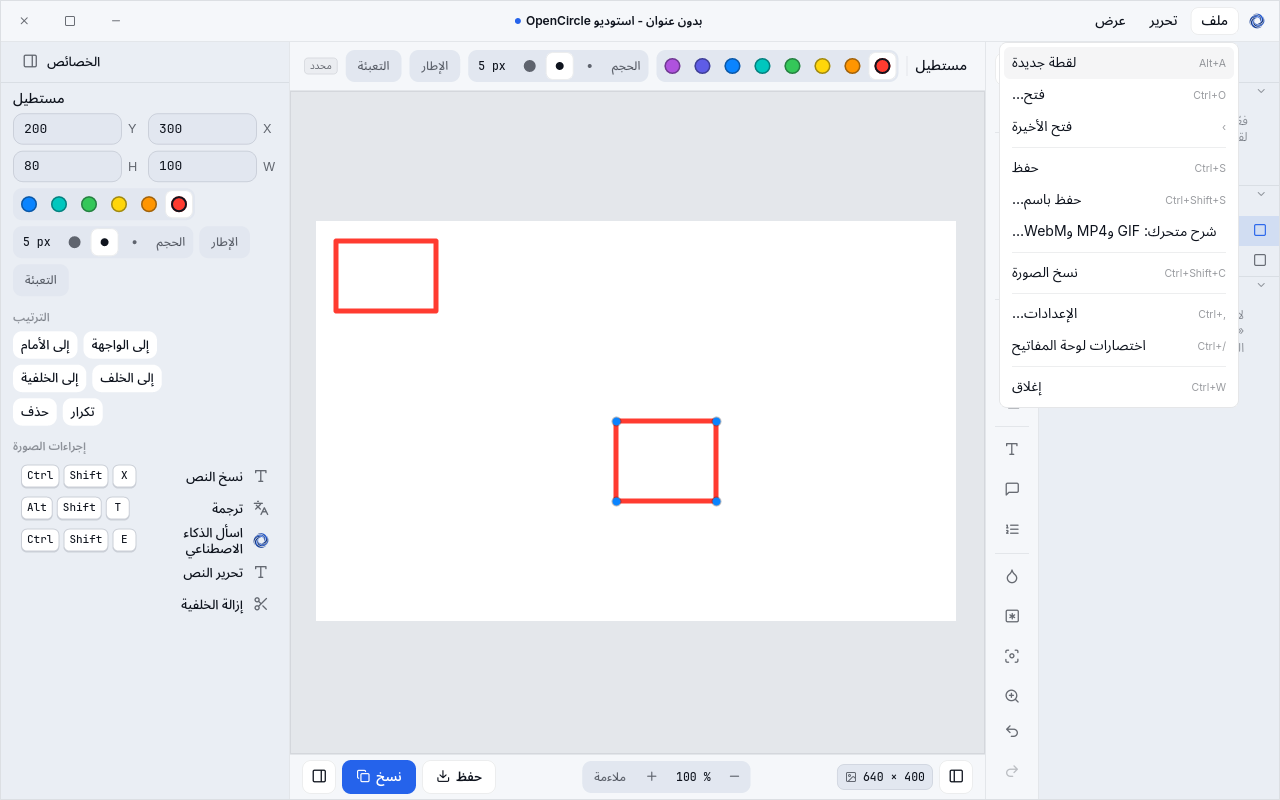 ملف
تحرير
عرض
بدون عنوان - استوديو OpenCircle
لقطة جديدة Alt+A
فتح... Ctrl+O
فتح الأخيرة
حفظ Ctrl+S
حفظ باسم... Ctrl+Shift+S
شرح متحرك: GIF وMP4 وWebM...
نسخ الصورة Ctrl+Shift+C
الإعدادات... Ctrl+,
اختصارات لوحة المفاتيح Ctrl+/
إغلاق Ctrl+W
مستطيل
الحجم 5 px
الإطار
التعبئة
محدد
الخصائص
مستطيل
X 300 Y 200
W 100 H 80
الإطار الحجم 5 px
التعبئة
الترتيب
إلى الواجهة إلى الأمام
إلى الخلف إلى الخلفية
تكرار حذف
إجراءات الصورة
نسخ النص Ctrl Shift X
ترجمة Alt Shift T
اسأل الذكاء
الاصطناعي Ctrl Shift E
تحرير النص
إزالة الخلفية
640 × 400
100 %
ملاءمة
حفظ
نسخ